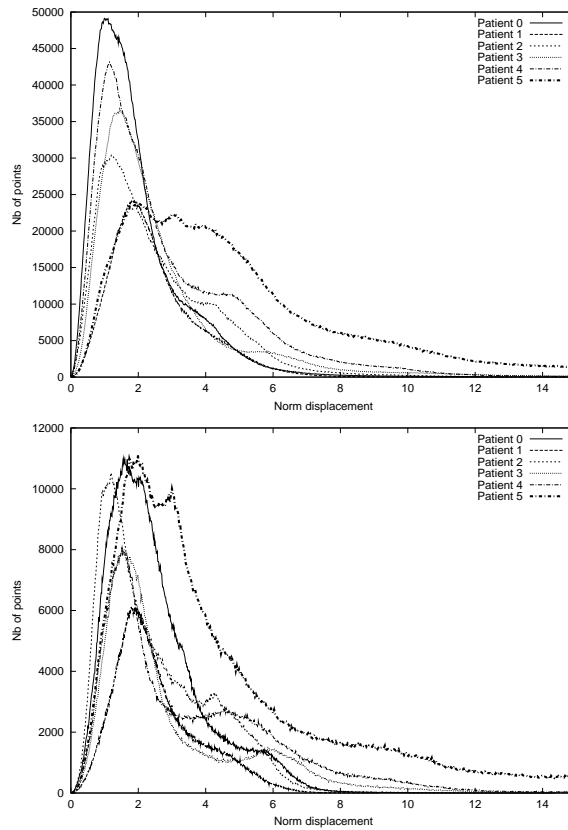 50000
45000
40000
35000
30000
25000
20000
15000
10000
5000
0
Nb of points
0 2 4 6 8 10 12 14
Norm displacement
Patient 0
Patient 1
Patient 2
Patient 3
Patient 4
Patient 5
12000
10000
8000
6000
4000
2000
0
Nb of points
0 2 4 6 8 10 12 14
Norm displacement
Patient 0
Patient 1
Patient 2
Patient 3
Patient 4
Patient 5